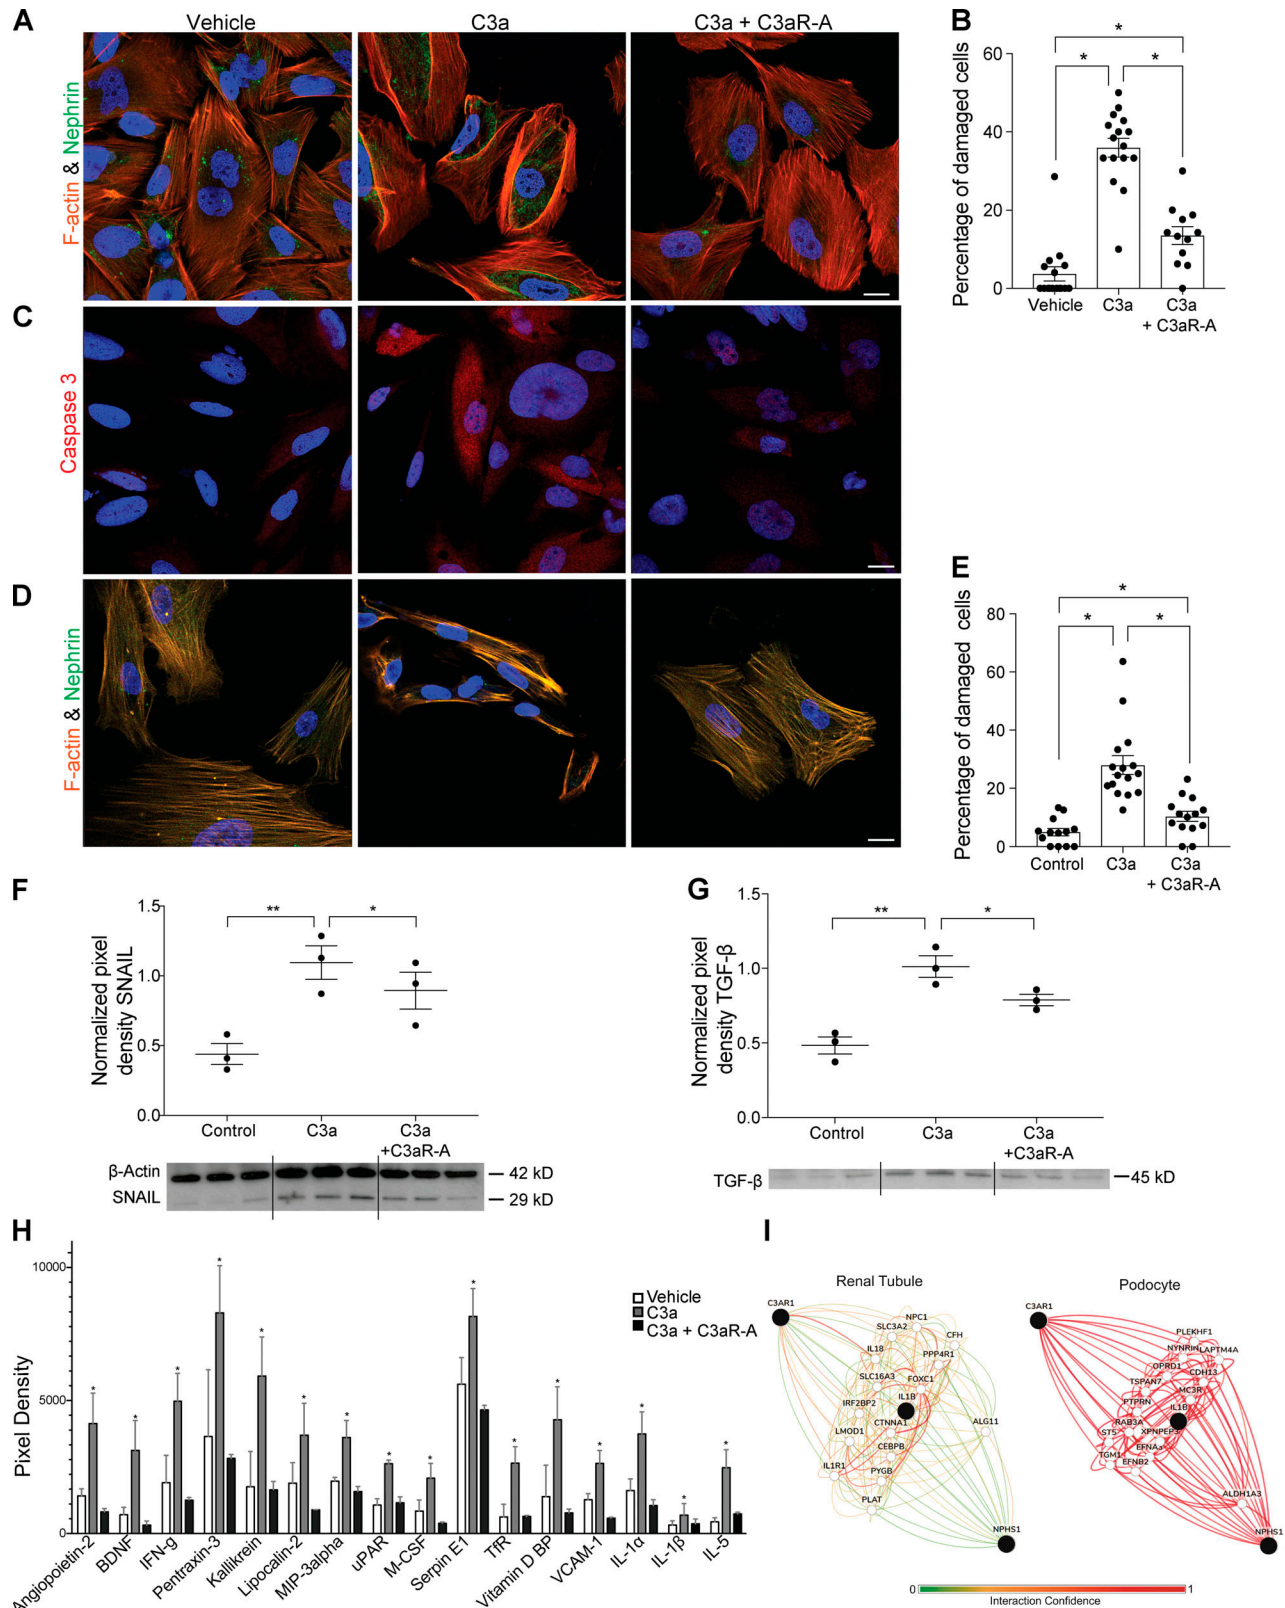 A
Vehicle
C3a
C3a + C3aR-A
F-actin & Nephrin
B
Percentage of damaged cells
60
40
20
0
Vehicle
C3a
C3a
+ C3aR-A
*
*
*
C
Caspase 3
D
F-actin & Nephrin
E
Percentage of damaged cells
80
60
40
20
0
Control
C3a
C3a
+ C3aR-A
*
*
*
F
Normalized pixel
density SNAIL
1.5
1.0
0.5
0.0
**
*
Control
C3a
C3a
+C3aR-A
β-Actin
42 kD
SNAIL
29 kD
G
Normalized pixel
density TGF-β
1.5
1.0
0.5
0.0
**
*
Control
C3a
C3a
+C3aR-A
TGF-β
45 kD
H
Pixel Density
10000
5000
0
Vehicle
C3a
C3a + C3aR-A
* * * * * * * * * * * * * * * *
Angiopoietin-2
BDNF
IFN-g
Pentraxin-3
Kallikrein
Lipocalin-2
MIP-3alpha
uPAR
M-CSF
Serpin E1
TfR
Vitamin D BP
VCAM-1
IL-1α
IL-1β
IL-5
I
Renal Tubule
C3AR1
NPC1
SLC3A2
CFH
IL18
PPP4R1
SLC16A3
FOXC1
IL1B
IRF2BP2
CTNNA1
ALG11
LMOD1
CEBPB
IL1R1
PYGB
PLAT
NPHS1
Podocyte
C3AR1
PLEKHF1
NYNRIN
LAPTM4A
OPRD1
CDH13
TSPAN7
MC3R
PTPRN
IL1B
RAB3A
ST5
XPNPEP3
EFNA3
TGM1
EFNB2
ALDH1A3
NPHS1
0
1
Interaction Confidence